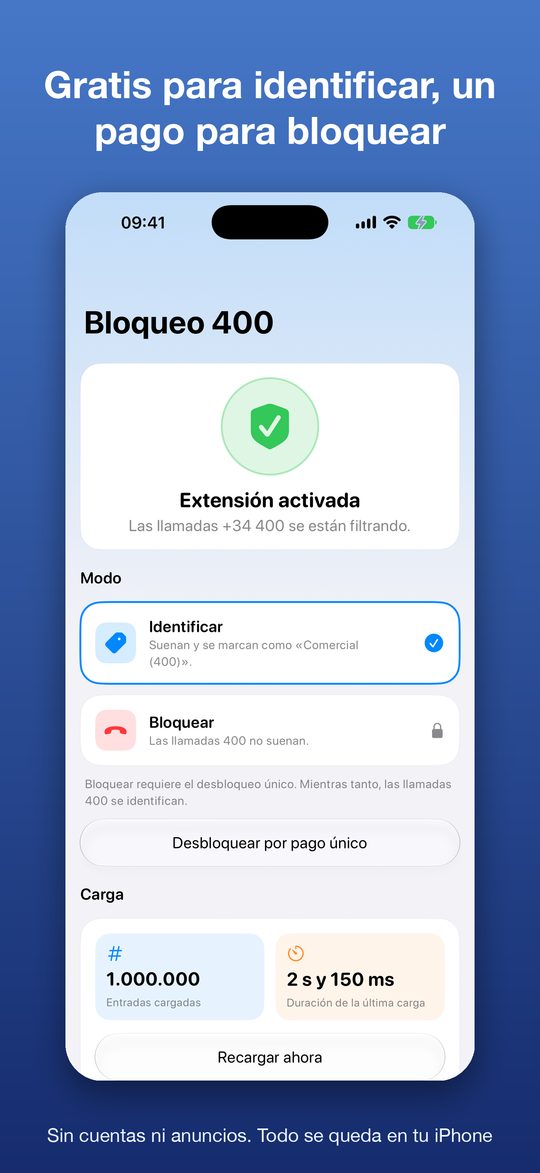 Gratis para identificar, un
pago para bloquear
09:41
Bloqueo 400
Extensión activada
Las llamadas +34 400 se están filtrando.
Modo
Identificar
Suenan y se marcan como «Comercial
(400)».
Bloquear
Las llamadas 400 no suenan.
Bloquear requiere el desbloqueo único. Mientras tanto, las llamadas
400 se identifican.
Desbloquear por pago único
Carga
#
1.000.000
Entradas cargadas
2 s y 150 ms
Duración de la última carga
Recargar ahora
Sin cuentas ni anuncios. Todo se queda en tu iPhone